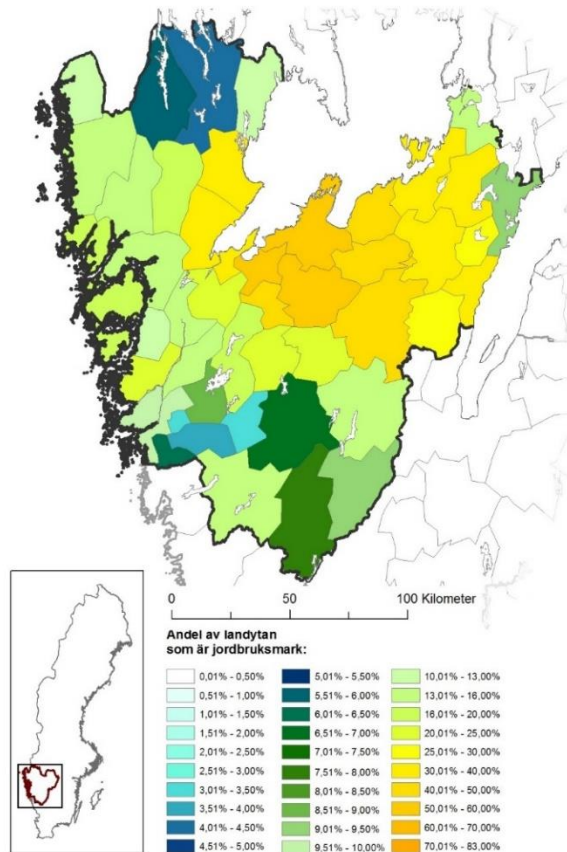 0 50 100 Kilometer
Andel av landytan
som är jordbruksmark:
0,01% - 0,50%
0,51% - 1,00%
1,01% - 1,50%
1,51% - 2,00%
2,01% - 2,50%
2,51% - 3,00%
3,01% - 3,50%
3,51% - 4,00%
4,01% - 4,50%
4,51% - 5,00%
5,01% - 5,50%
5,51% - 6,00%
6,01% - 6,50%
6,51% - 7,00%
7,01% - 7,50%
7,51% - 8,00%
8,01% - 8,50%
8,51% - 9,00%
9,01% - 9,50%
9,51% - 10,00%
10,01% - 13,00%
13,01% - 16,00%
16,01% - 20,00%
20,01% - 25,00%
25,01% - 30,00%
30,01% - 40,00%
40,01% - 50,00%
50,01% - 60,00%
60,01% - 70,00%
70,01% - 83,00%